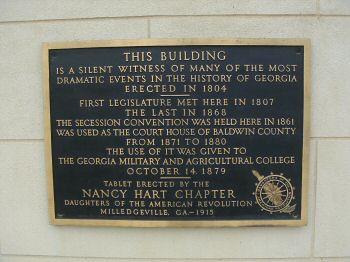 THIS BUILDING
IS A SILENT WITNESS OF MANY OF THE MOST
DRAMATIC EVENTS IN THE HISTORY OF GEORGIA
ERECTED IN 1804
FIRST LEGISLATURE MET HERE IN 1807
THE LAST IN 1868
THE SECESSION CONVENTION WAS HELD HERE IN 1861
WAS USED AS THE COURT HOUSE OF BALDWIN COUNTY
FROM 1871 TO 1880
THE USE OF IT WAS GIVEN TO
THE GEORGIA MILITARY AND AGRICULTURAL COLLEGE
OCTOBER 14, 1879
TABLET ERECTED BY THE
NANCY HART CHAPTER
DAUGHTERS OF THE AMERICAN REVOLUTION
MILLEDGEVILLE, GA.-1915